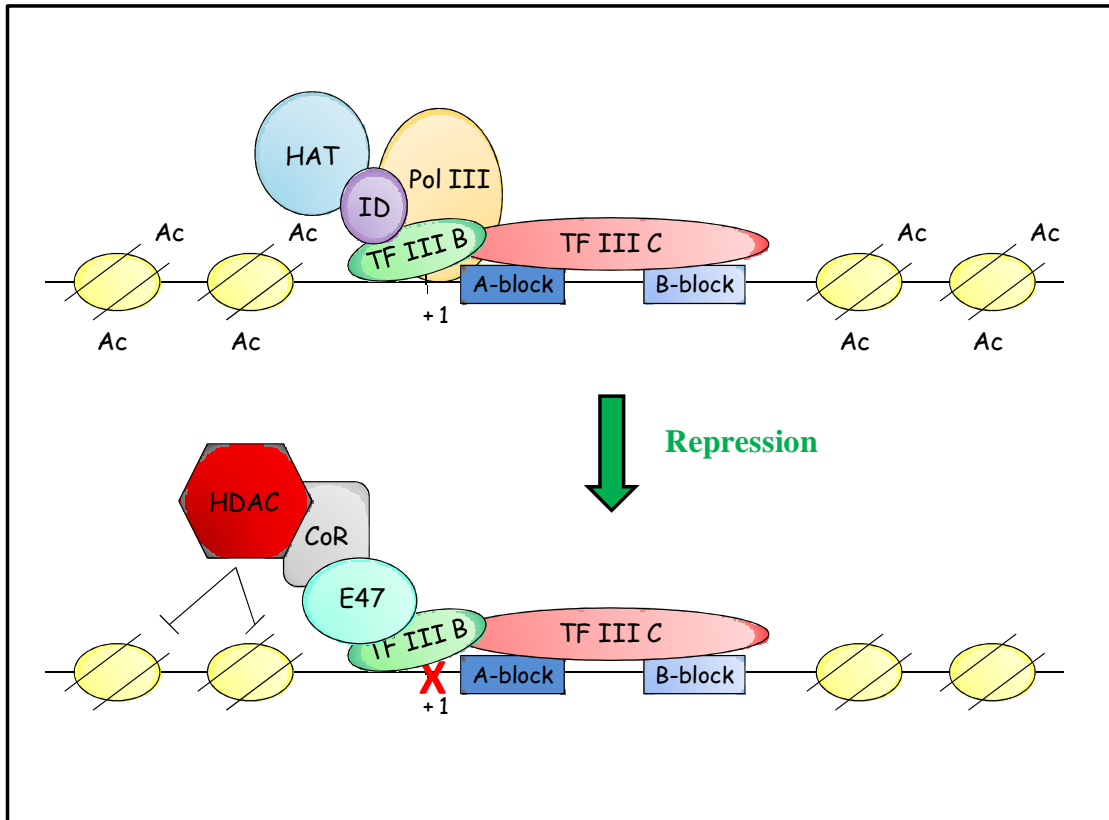 HAT
Pol III
ID
Ac Ac Ac Ac
TF III B
TF III C
A-block
B-block
+1
Ac Ac Ac Ac
Repression
HDAC
CoR
E47
TF III B
TF III C
X
A-block
B-block
+1